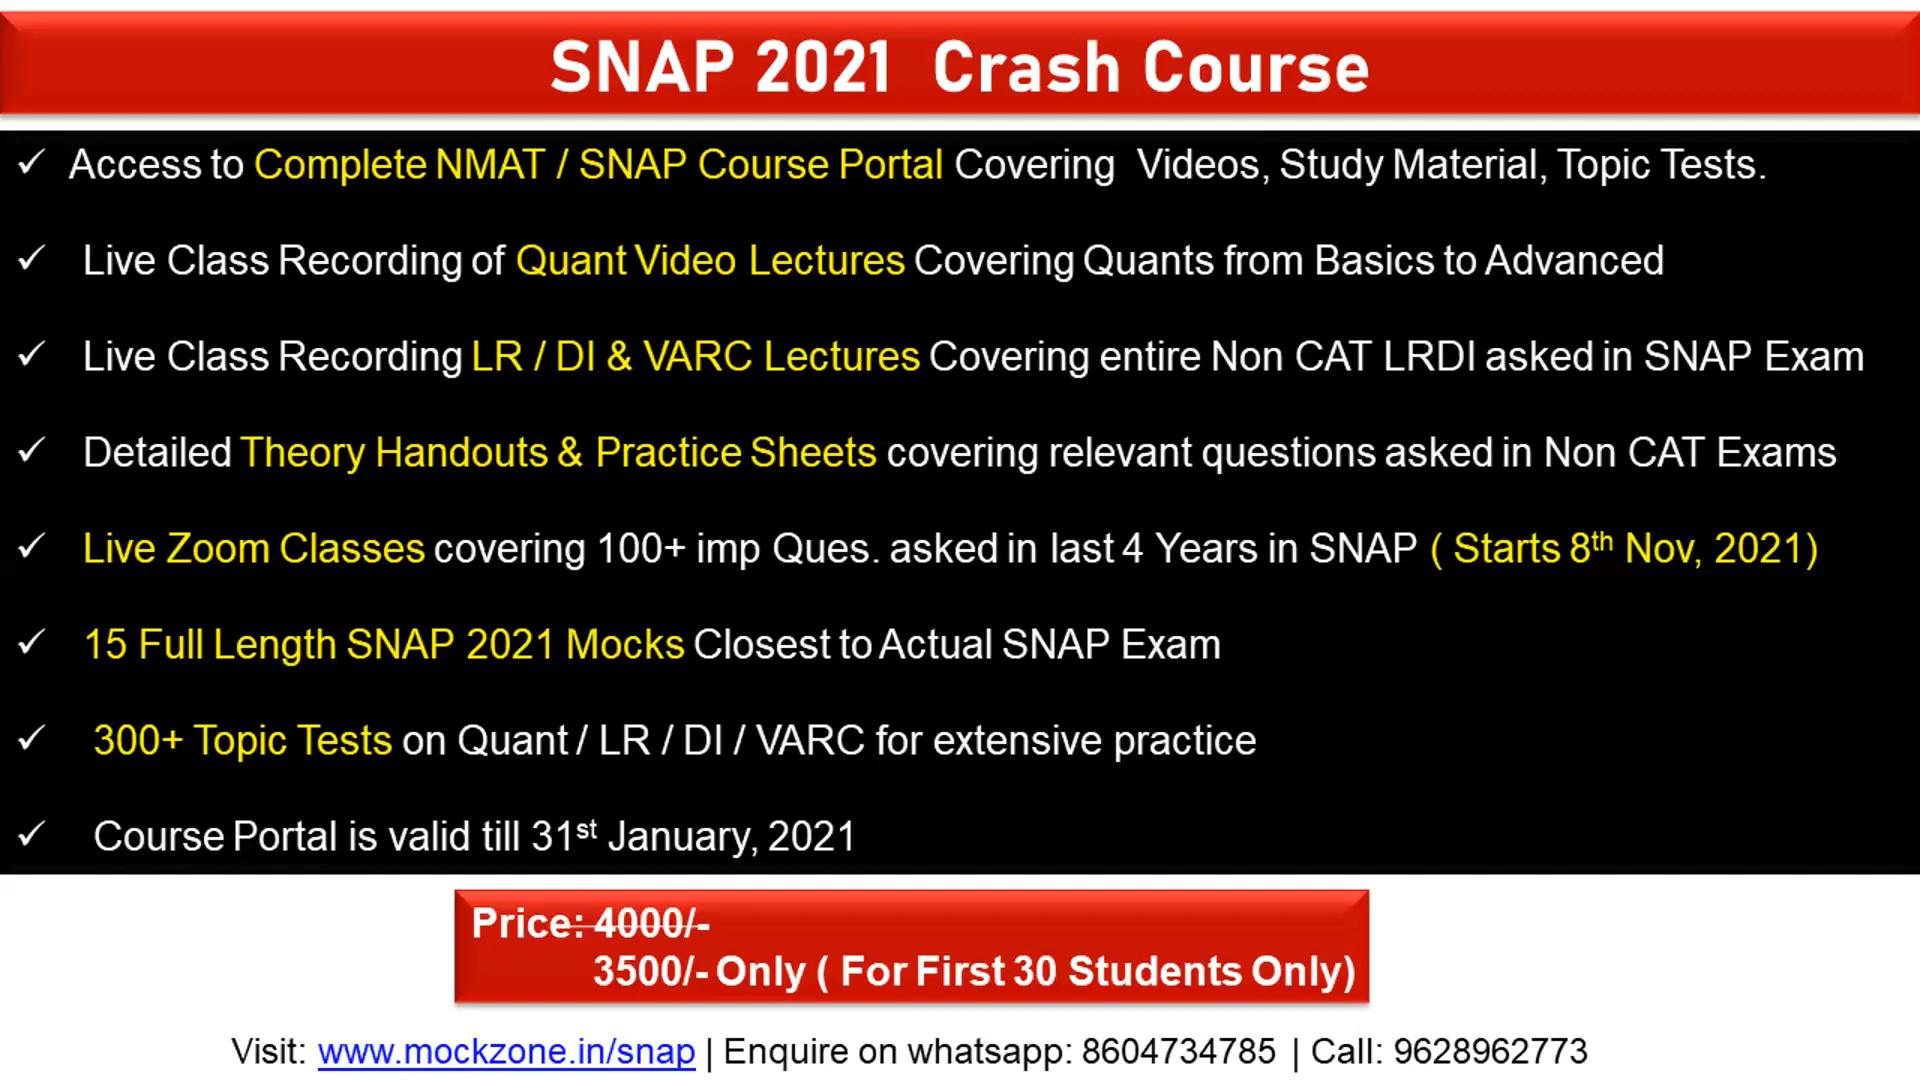 SNAP 2021 Crash Course
✓ Access to Complete NMAT / SNAP Course Portal Covering Videos, Study Material, Topic Tests.
✓ Live Class Recording of Quant Video Lectures Covering Quants from Basics to Advanced
✓ Live Class Recording LR / DI & VARC Lectures Covering entire Non CAT LRDI asked in SNAP Exam
✓ Detailed Theory Handouts & Practice Sheets covering relevant questions asked in Non CAT Exams
✓ Live Zoom Classes covering 100+ imp Ques. asked in last 4 Years in SNAP ( Starts 8th Nov, 2021)
✓ 15 Full Length SNAP 2021 Mocks Closest to Actual SNAP Exam
✓ 300+ Topic Tests on Quant / LR / DI / VARC for extensive practice
✓ Course Portal is valid till 31st January, 2021
Price: 4000/-
3500/- Only ( For First 30 Students Only)
Visit: www.mockzone.in/snap | Enquire on whatsapp: 8604734785 | Call: 9628962773